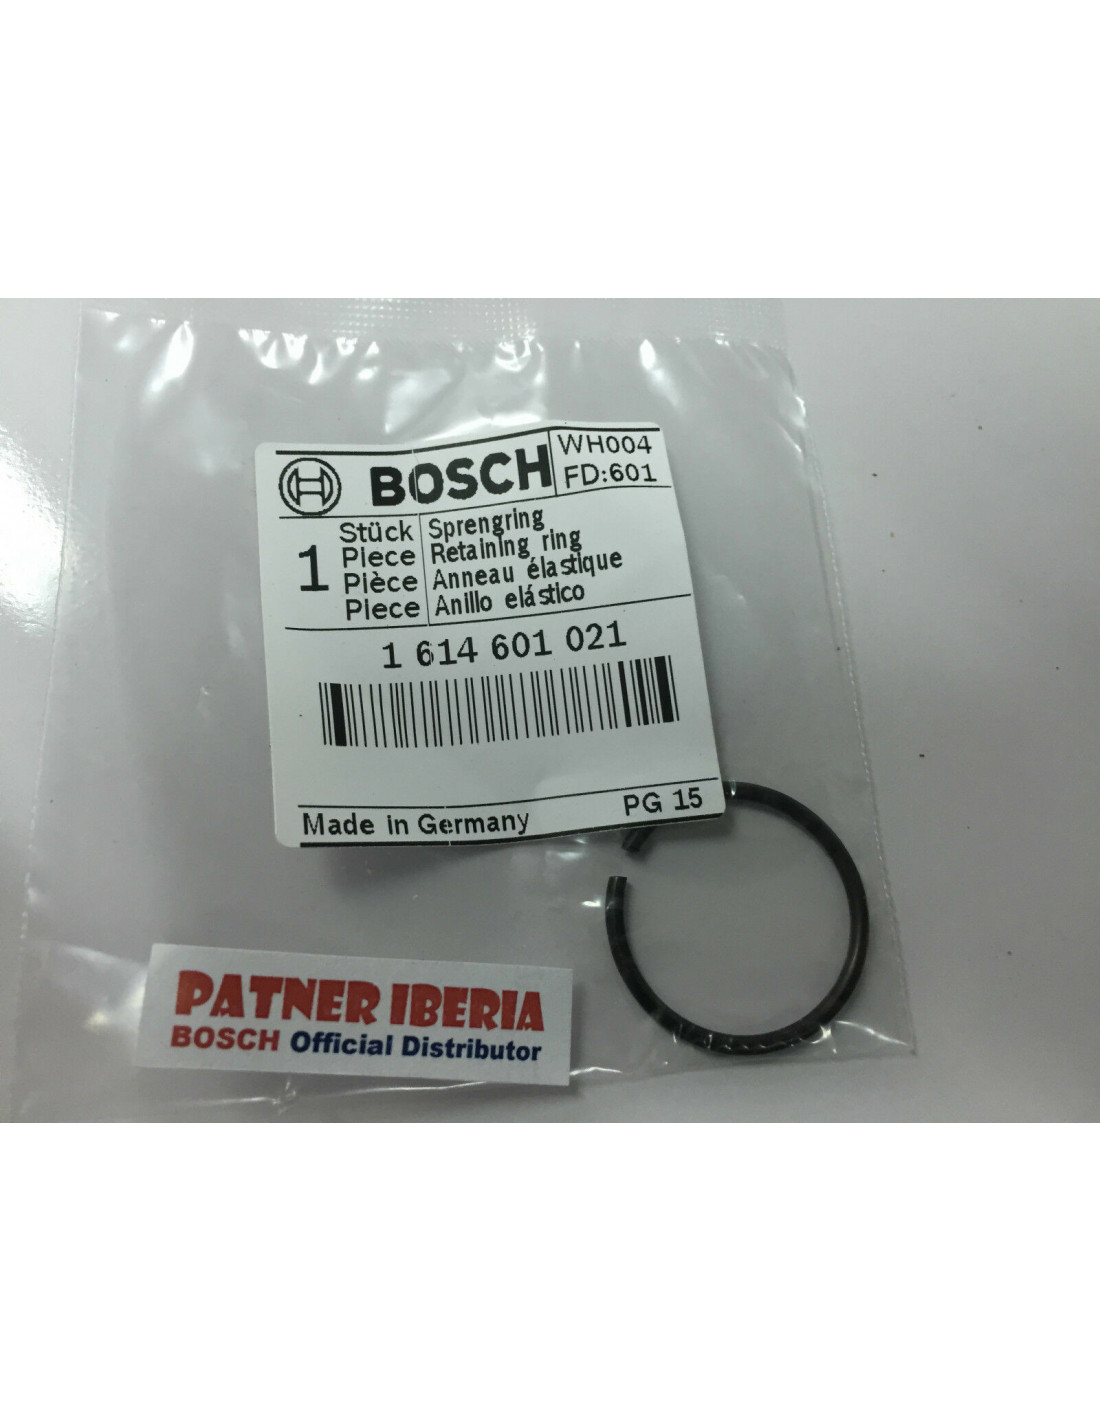 BOSCH
WH004
FD:601
1
Stück
Piece
Pièce
Piece
Sprengring
Retaining ring
Anneau élastique
Anillo elástico
1 614 601 021
Made in Germany
PG 15
PATNER IBERIA
BOSCH Official Distributor